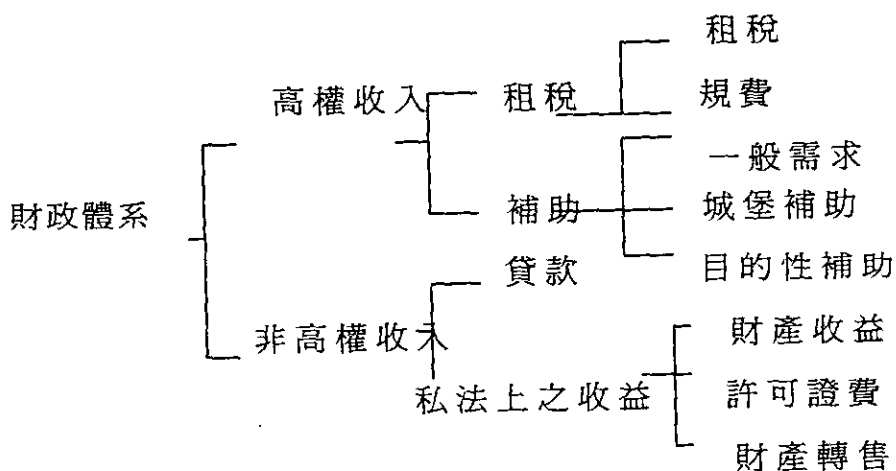 租稅
高權收入 租稅 規費
一般需求
財政體系 補助 城堡補助
貸款 目的性補助
非高權收入 財產收益
私法上之收益 許可證費
財產轉售